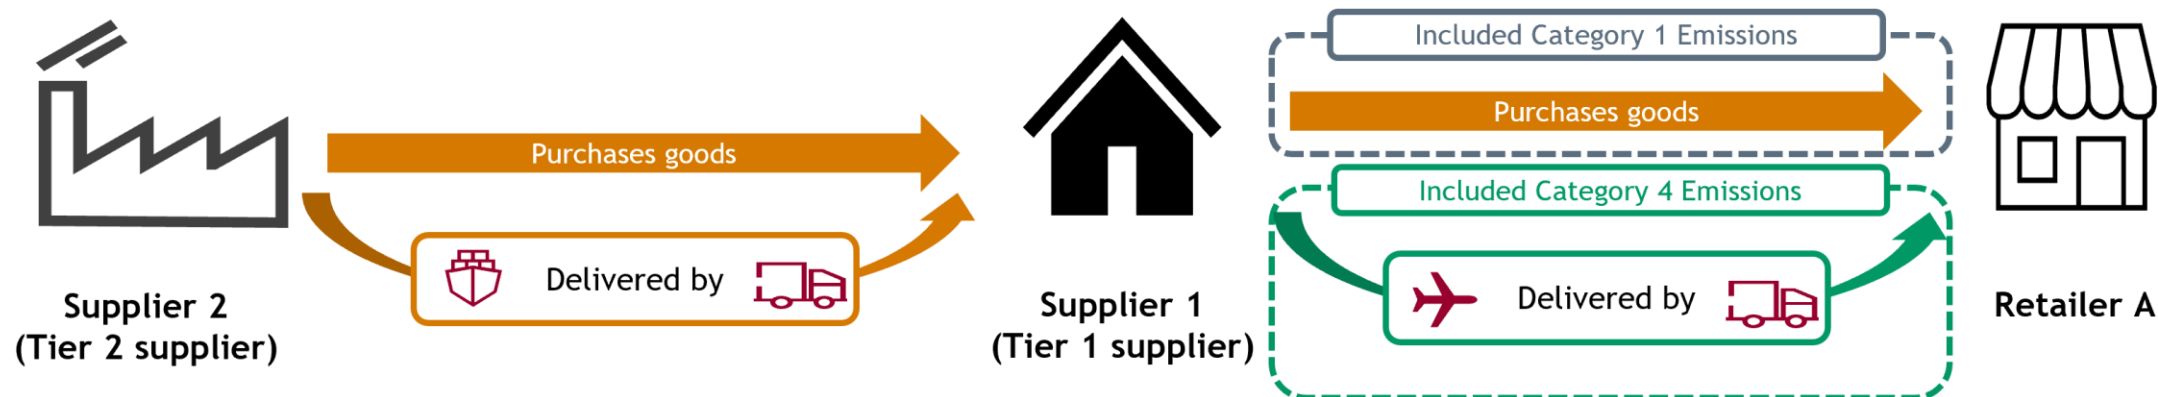 Purchases goods
Delivered by
Supplier 2
(Tier 2 supplier)
Supplier 1
(Tier 1 supplier)
Included Category 1 Emissions
Purchases goods
Included Category 4 Emissions
Delivered by
Retailer A